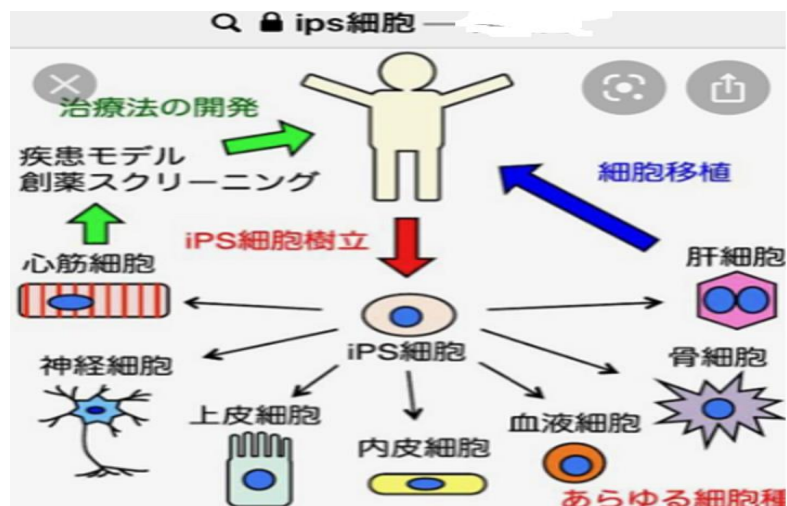 ips細胞 —
治療法の開発
疾患モデル
創薬スクリーニング
細胞移植
iPS細胞樹立
心筋細胞
肝細胞
iPS細胞
神経細胞
骨細胞
上皮細胞
血液細胞
内皮細胞
あらゆる細胞種